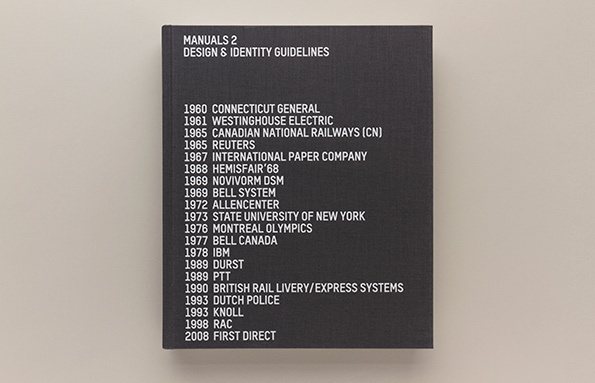 MANUALS 2
DESIGN & IDENTITY GUIDELINES
1960 CONNECTICUT GENERAL
1961 WESTINGHOUSE ELECTRIC
1965 CANADIAN NATIONAL RAILWAYS (CN)
1965 REUTERS
1967 INTERNATIONAL PAPER COMPANY
1968 HEMISFAIR'68
1969 NOVIVORM DSM
1969 BELL SYSTEM
1972 ALLENCENTER
1973 STATE UNIVERSITY OF NEW YORK
1976 MONTREAL OLYMPICS
1977 BELL CANADA
1978 IBM
1989 DURST
1989 PTT
1990 BRITISH RAIL LIVERY/EXPRESS SYSTEMS
1993 DUTCH POLICE
1993 KNOLL
1998 RAC
2008 FIRST DIRECT